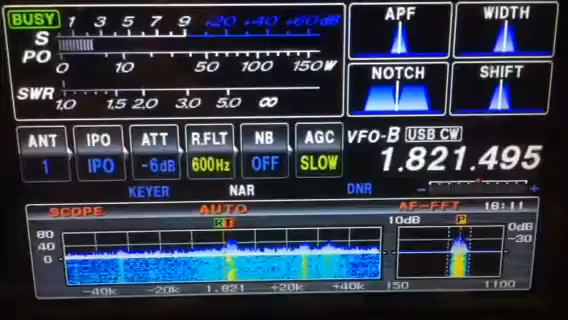 BUSY 1 3 5 7 9 +20 +40 +60dB
S
PO
0 10 50 100 150W
SWR
1.0 1.5 2.0 3.0 5.0 ∞
APF WIDTH
NOTCH SHIFT
ANT IPO ATT R.FLT NB AGC
1 IPO -6dB 600Hz OFF SLOW
VFO-B USB CW
1.821.495
KEYER NAR DNR - +
SCOPE AUTO AF-FFT 18:11
R 10dB P 0dB
80
40
0
-30
-40k -20k 1.821 +20k +40k 150 1100